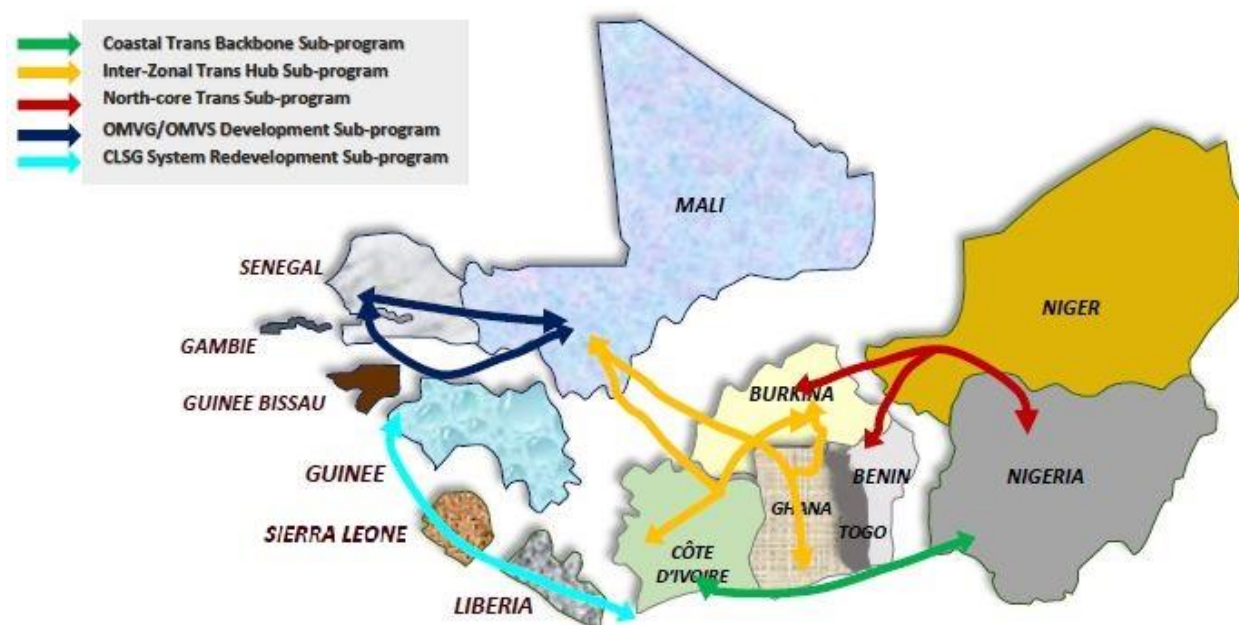 Coastal Trans Backbone Sub-program
Inter-Zonal Trans Hub Sub-program
North-core Trans Sub-program
OMVG/OMVS Development Sub-program
CLSG System Redevelopment Sub-program
MALI
SENEGAL
NIGER
GAMBIE
BURKINA
GUINEE BISSAU
GUINEE
BENIN
NIGERIA
GHANA
SIERRA LEONE
TOGO
CÔTE
D'IVOIRE
LIBERIA